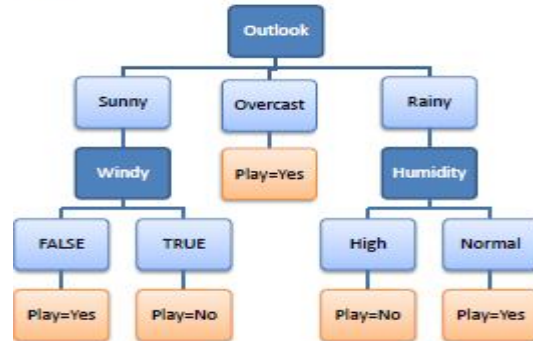 Outlook
Sunny Overcast Rainy
Windy Play=Yes Humidity
FALSE TRUE High Normal
Play=Yes Play=No Play=No Play=Yes